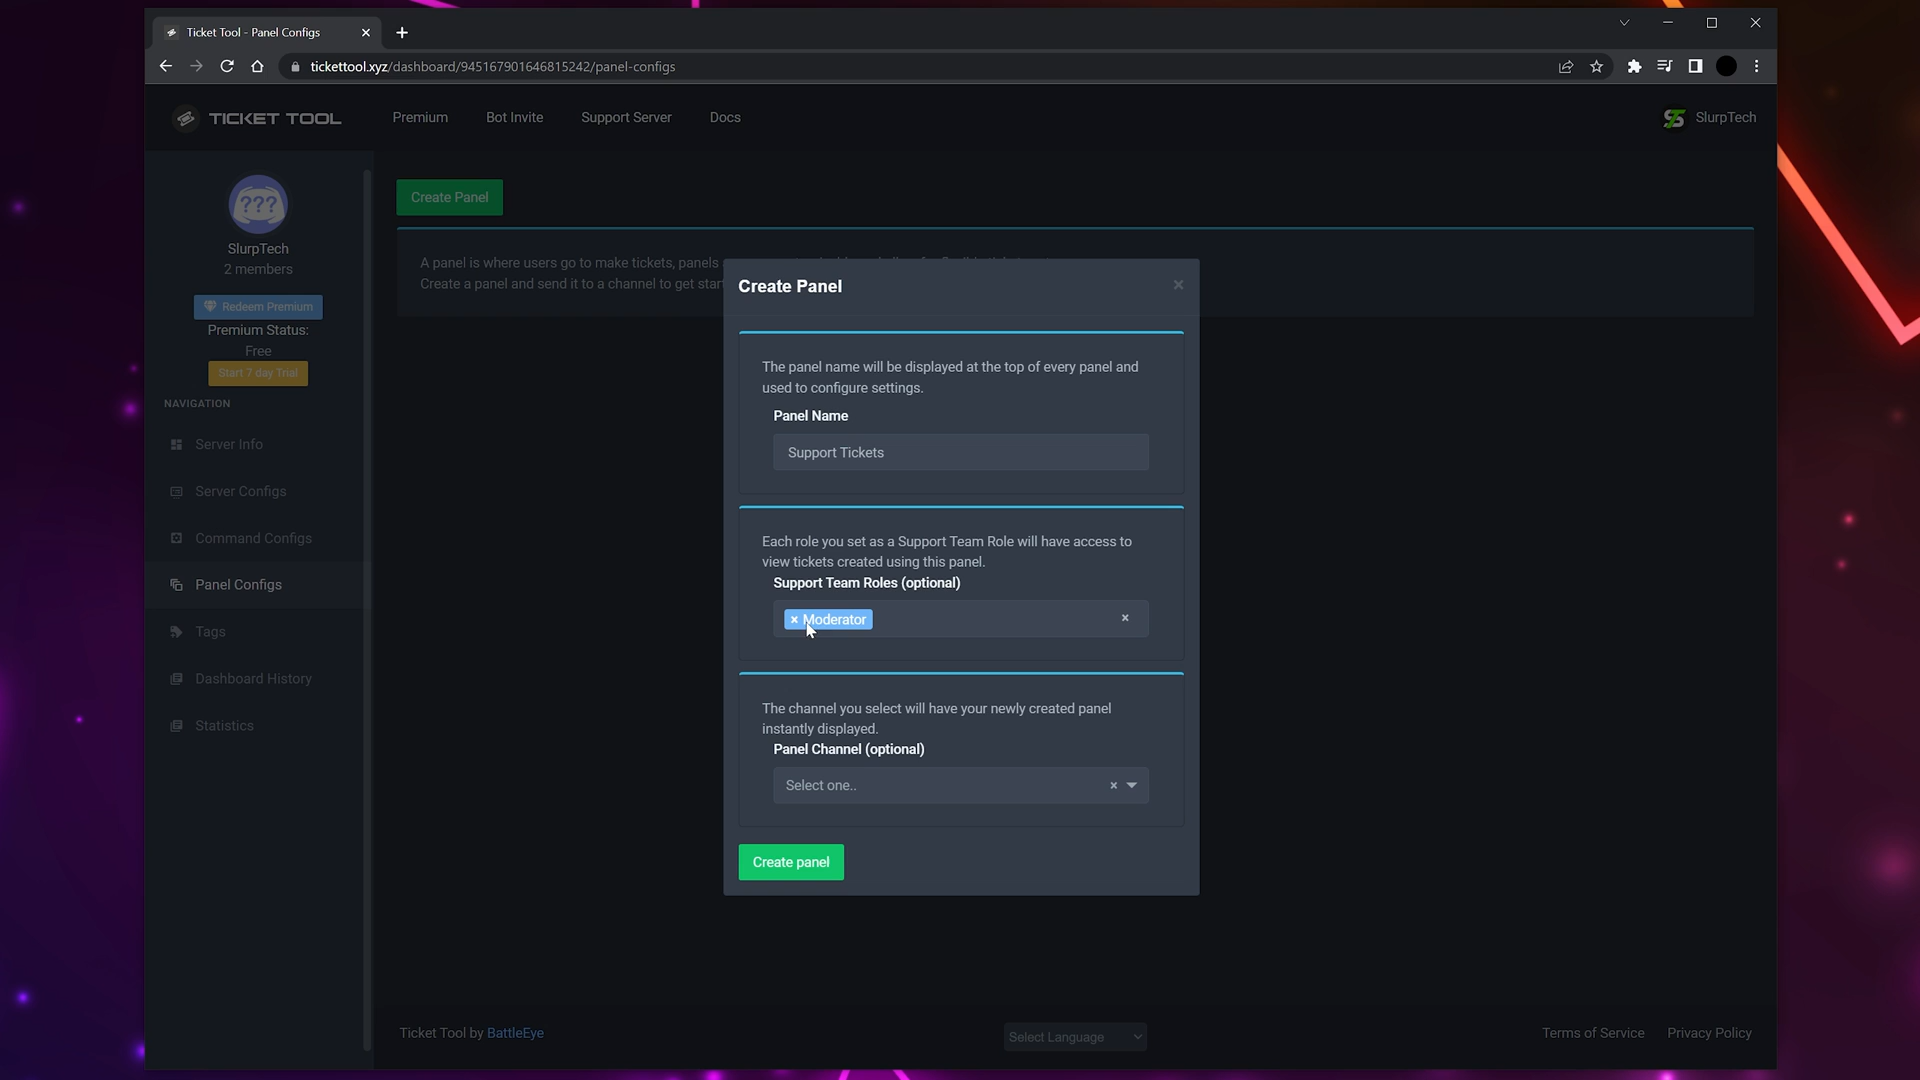 Ticket Tool - Panel Configs
tickettool.xyz/dashboard/945167901646815242/panel-configs
TICKET TOOL
Premium
Bot Invite
Support Server
Docs
SlurpTech
???
SlurpTech
2 members
Redeem Premium
Premium Status:
Free
Start 7 day Trial
NAVIGATION
Server Info
Server Configs
Command Configs
Panel Configs
Tags
Dashboard History
Statistics
Create Panel
A panel is where users go to make tickets, panels
Create a panel and send it to a channel to get star
Create Panel
The panel name will be displayed at the top of every panel and
used to configure settings.
Panel Name
Support Tickets
Each role you set as a Support Team Role will have access to
view tickets created using this panel.
Support Team Roles (optional)
× Moderator
The channel you select will have your newly created panel
instantly displayed.
Panel Channel (optional)
Select one..
Create panel
Ticket Tool by BattleEye
Select Language
Terms of Service
Privacy Policy